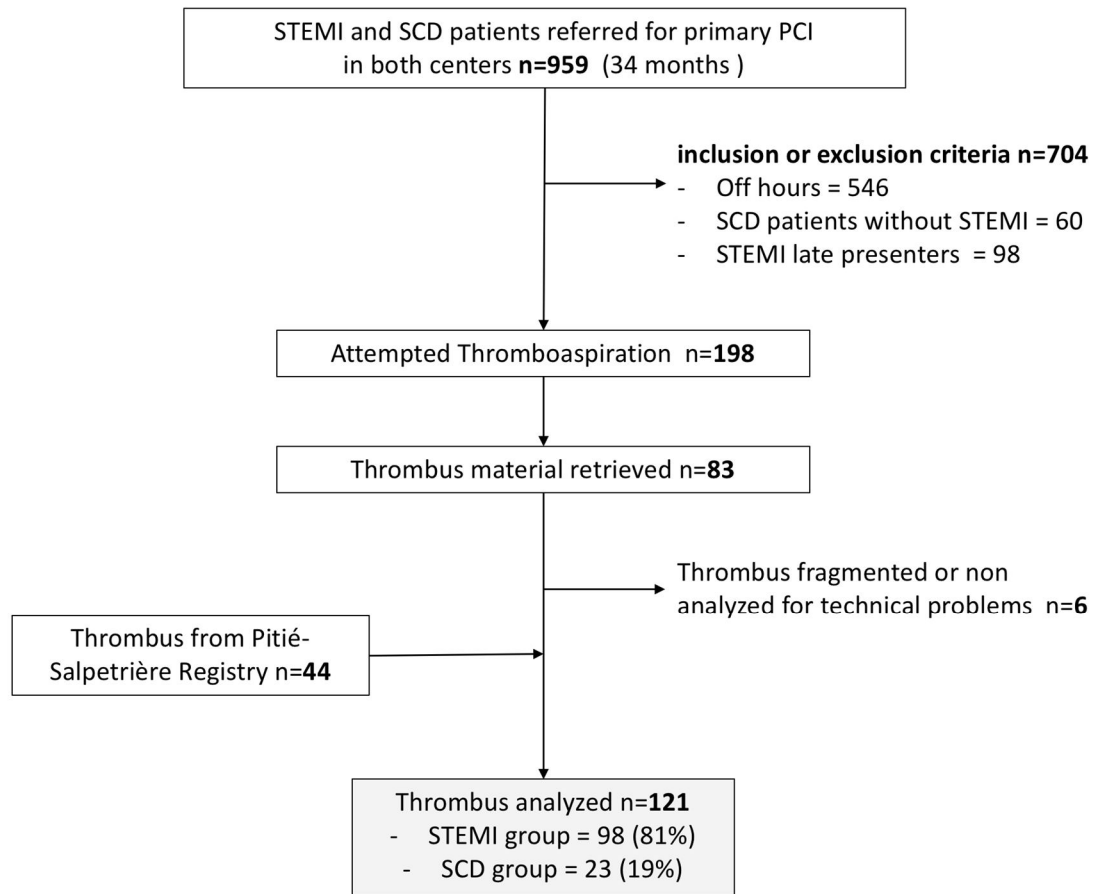 STEMI and SCD patients referred for primary PCI
in both centers n=959 (34 months )
inclusion or exclusion criteria n=704
- Off hours = 546
- SCD patients without STEMI = 60
- STEMI late presenters = 98
Attempted Thromboaspiration n=198
Thrombus material retrieved n=83
Thrombus fragmented or non
analyzed for technical problems n=6
Thrombus from Pitié-
Salpetrière Registry n=44
Thrombus analyzed n=121
- STEMI group = 98 (81%)
- SCD group = 23 (19%)